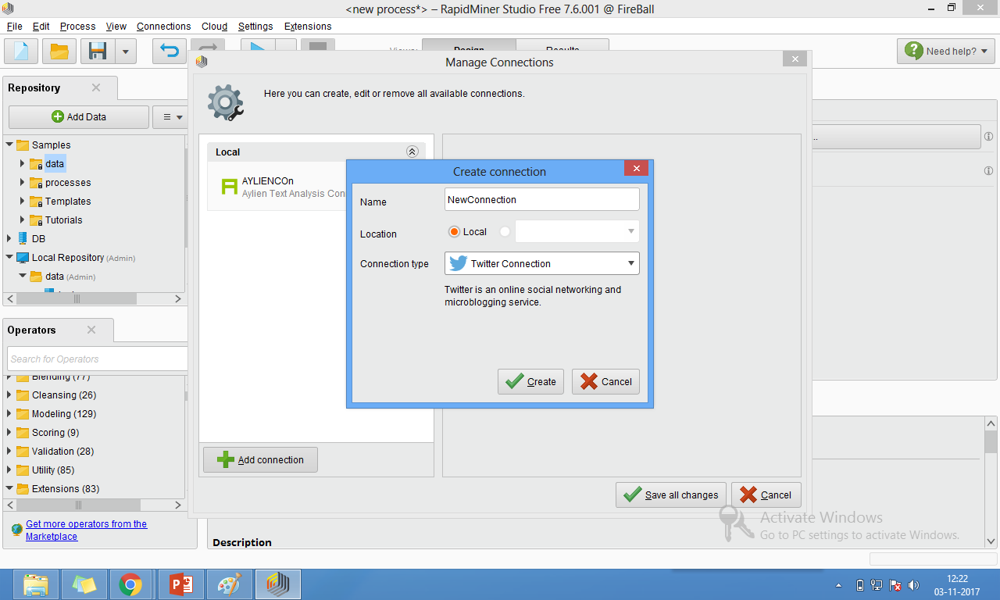 <new process*> – RapidMiner Studio Free 7.6.001 @ FireBall
File Edit Process View Connections Cloud Settings Extensions
Need help?
Manage Connections
Here you can create, edit or remove all available connections.
Repository
Add Data
Samples
data
processes
Templates
Tutorials
DB
Local Repository (Admin)
data (Admin)
Operators
Search for Operators
Blending (77)
Cleansing (26)
Modeling (129)
Scoring (9)
Validation (28)
Utility (85)
Extensions (83)
Get more operators from the
Marketplace
Local
AYLIENCOn
Aylien Text Analysis Con
Add connection
Create connection
Name NewConnection
Location Local
Connection type Twitter Connection
Twitter is an online social networking and
microblogging service.
Create Cancel
Save all changes Cancel
Activate Windows
Go to PC settings to activate Windows.
Description
12:22
03-11-2017